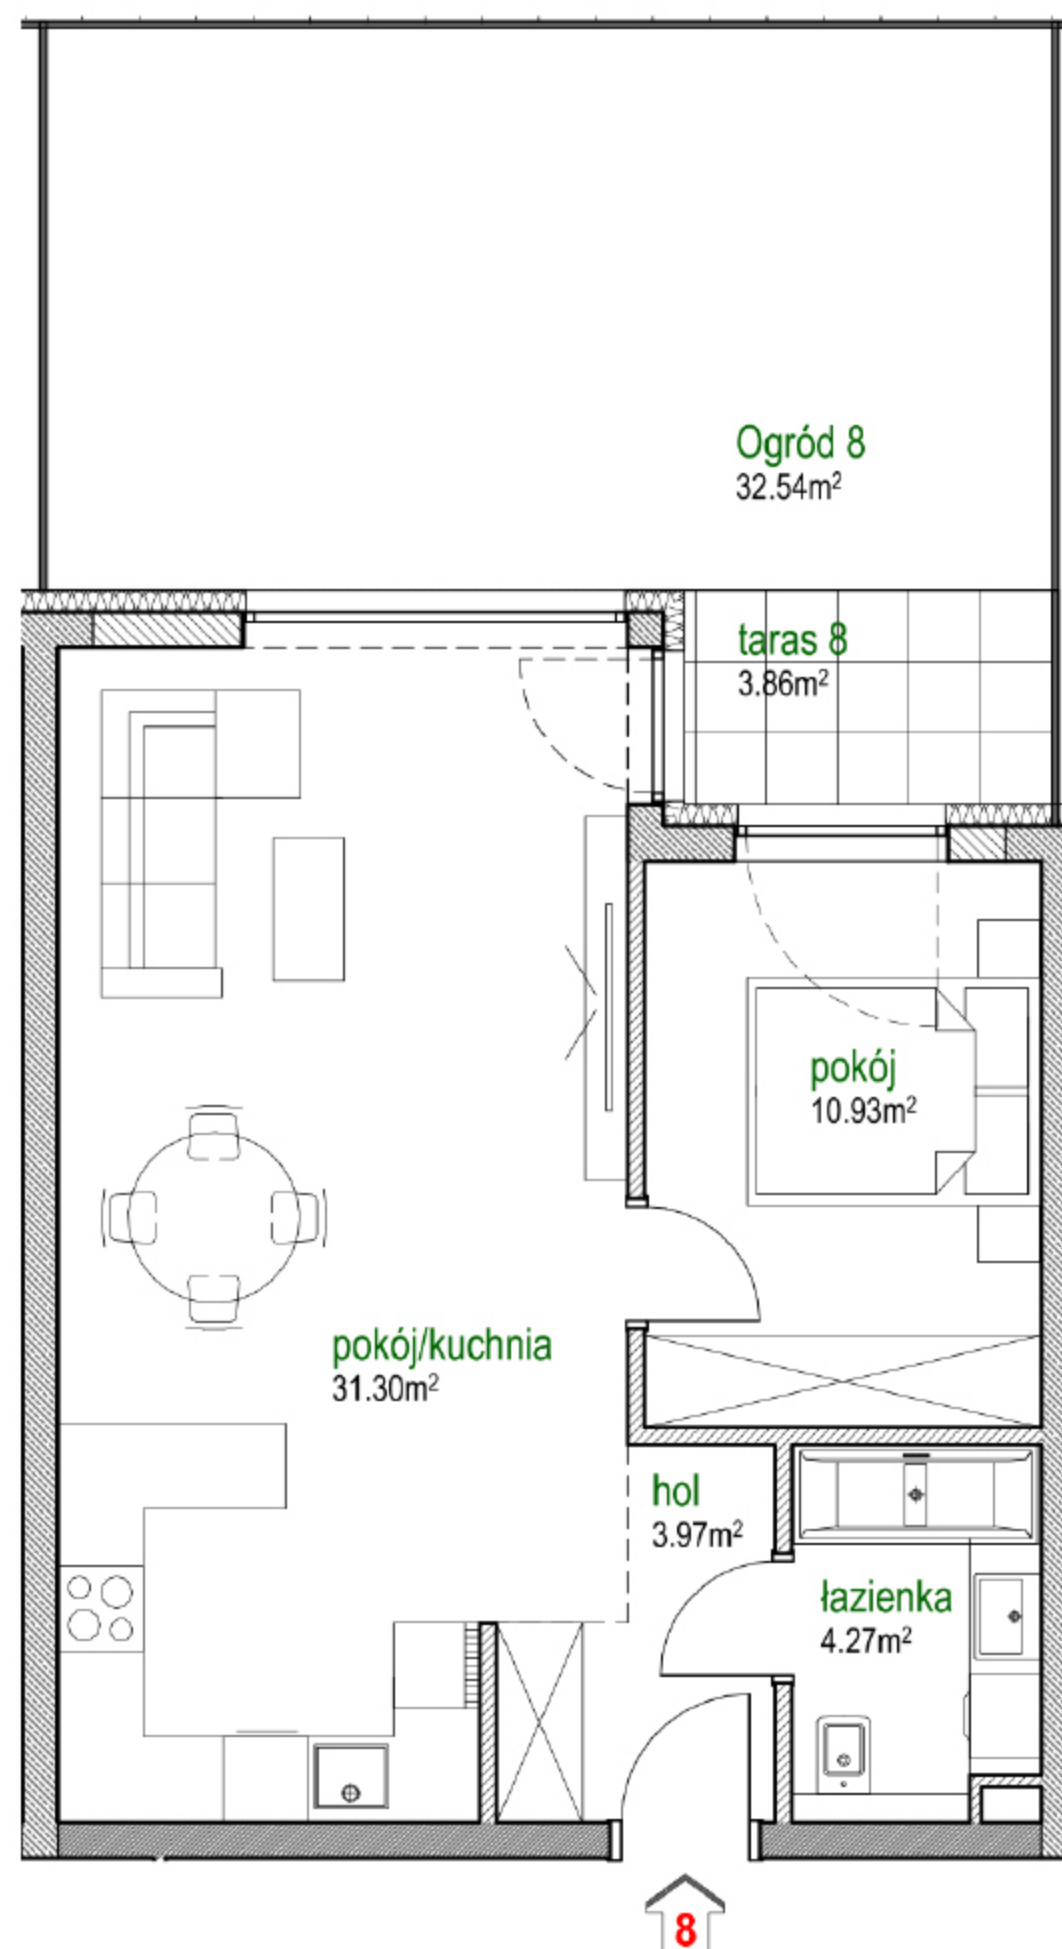 Ogród 8
32.54m²
taras 8
3.86m²
pokój
10.93m²
pokój/kuchnia
31.30m²
hol
3.97m²
łazienka
4.27m²
8